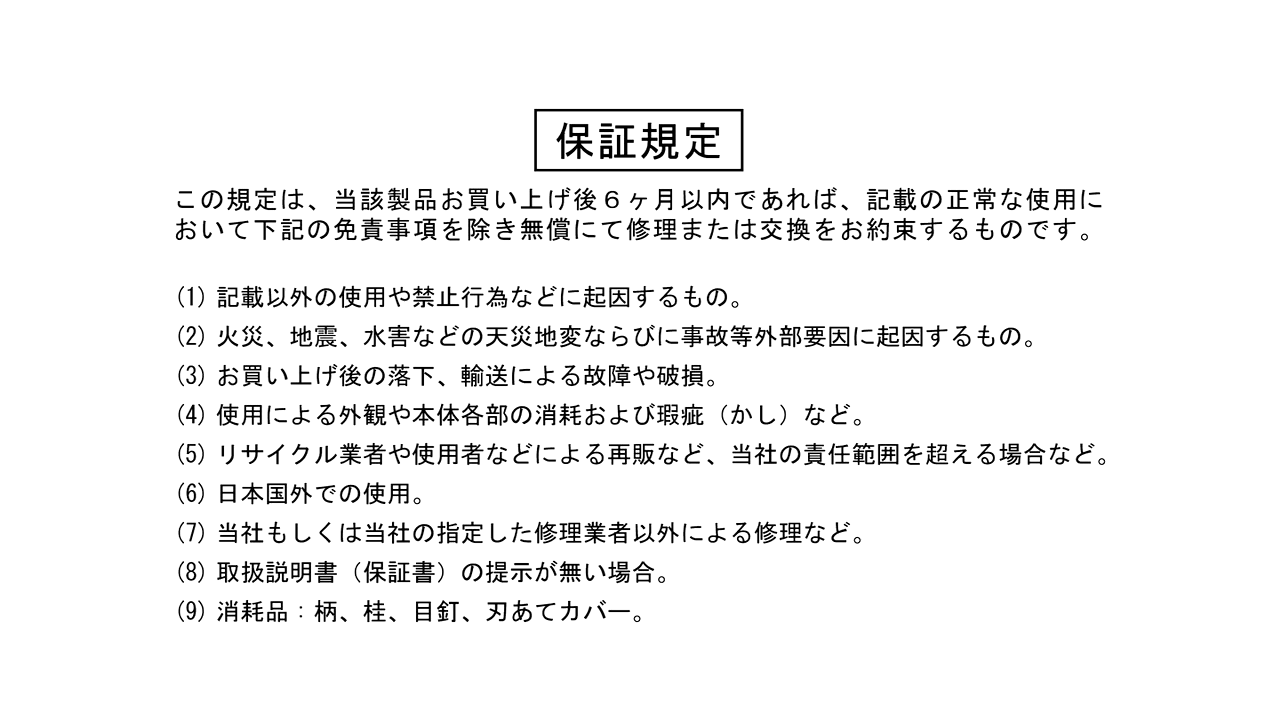 保証規定
この規定は、当該製品お買い上げ後６ヶ月以内であれば、記載の正常な使用に
おいて下記の免責事項を除き無償にて修理または交換をお約束するものです。
(1) 記載以外の使用や禁止行為などに起因するもの。
(2) 火災、地震、水害などの天災地変ならびに事故等外部要因に起因するもの。
(3) お買い上げ後の落下、輸送による故障や破損。
(4) 使用による外観や本体各部の消耗および瑕疵（かし）など。
(5) リサイクル業者や使用者などによる再販など、当社の責任範囲を超える場合など。
(6) 日本国外での使用。
(7) 当社もしくは当社の指定した修理業者以外による修理など。
(8) 取扱説明書（保証書）の提示が無い場合。
(9) 消耗品：柄、桂、目釘、刃あてカバー。